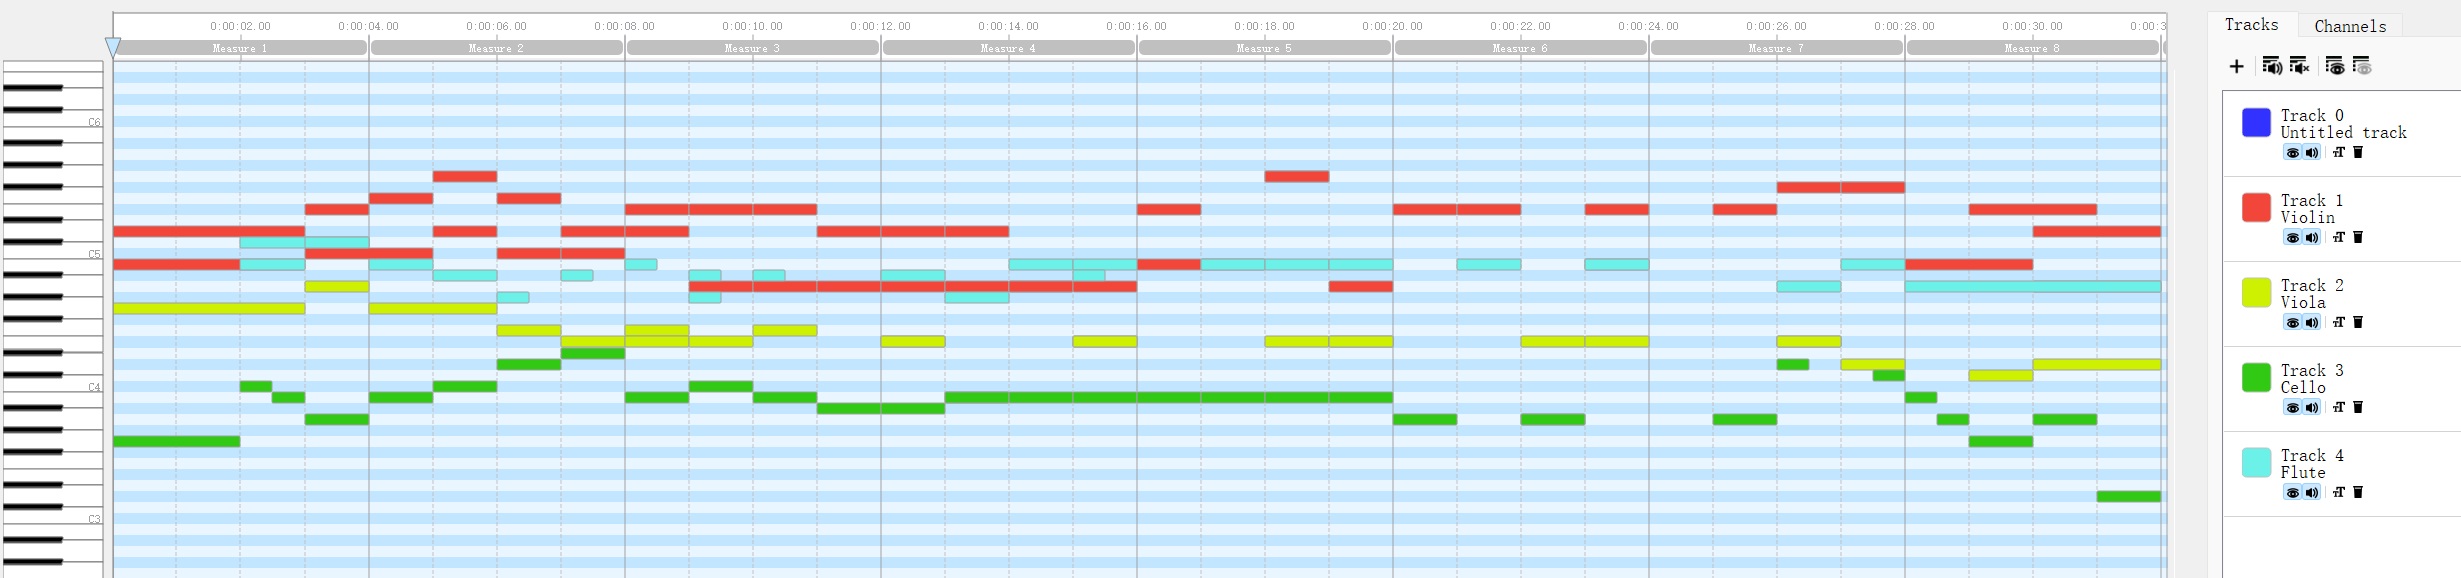 0:00:02.00 0:00:04.00 0:00:06.00 0:00:08.00 0:00:10.00 0:00:12.00 0:00:14.00 0:00:16.00 0:00:18.00 0:00:20.00 0:00:22.00 0:00:24.00 0:00:26.00 0:00:28.00 0:00:30.00 0:00:3
Measure 1 Measure 2 Measure 3 Measure 4 Measure 5 Measure 6 Measure 7 Measure 8
C6
C5
C4
C3
Tracks Channels
Track 0
Untitled track
Track 1
Violin
Track 2
Viola
Track 3
Cello
Track 4
Flute